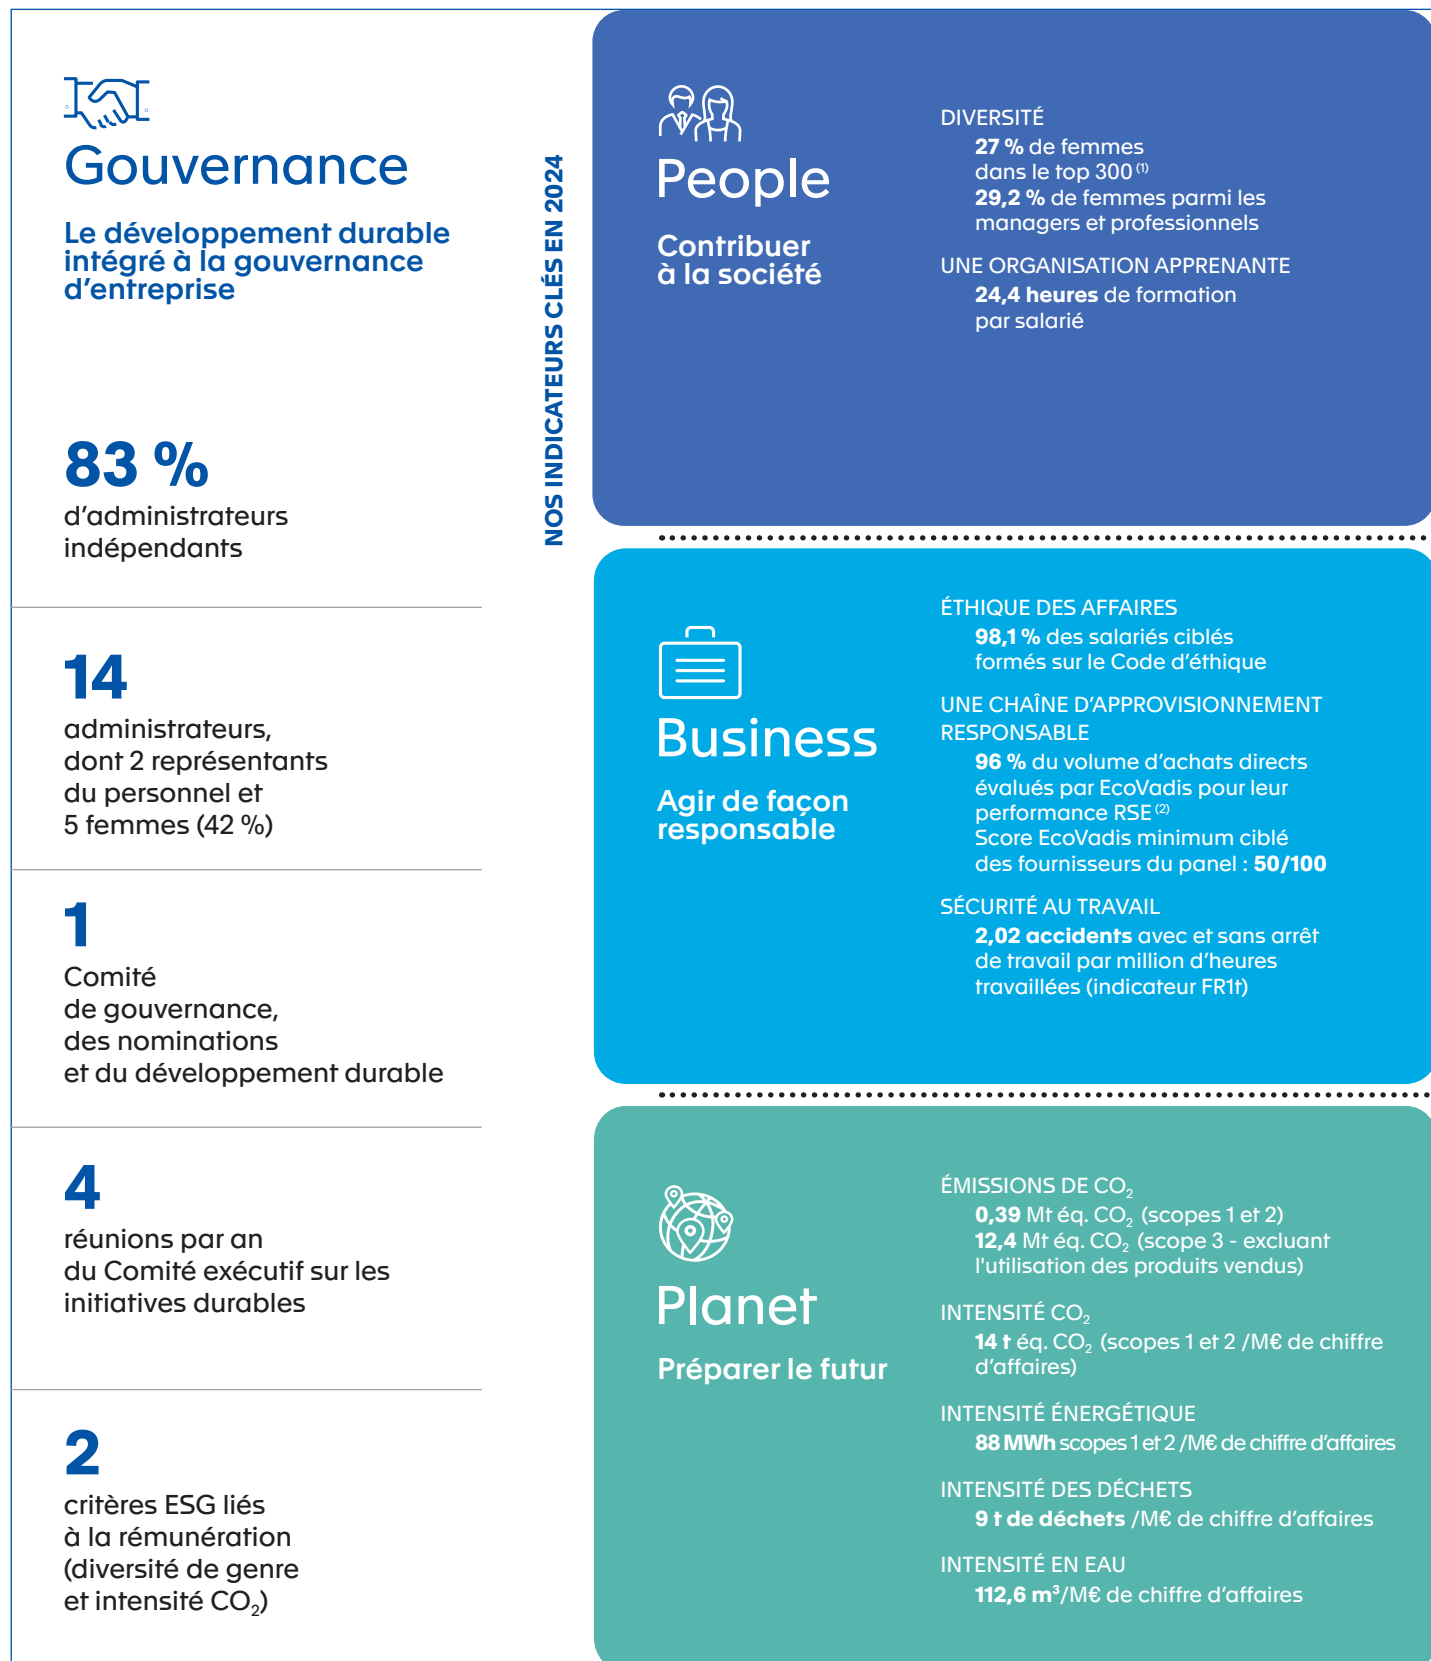 Gouvernance
Le développement durable
intégré à la gouvernance
d'entreprise
83 %
d'administrateurs
indépendants
14
administrateurs,
dont 2 représentants
du personnel et
5 femmes (42 %)
1
Comité
de gouvernance,
des nominations
et du développement durable
4
réunions par an
du Comité exécutif sur les
initiatives durables
2
critères ESG liés
à la rémunération
(diversité de genre
et intensité CO₂)
NOS INDICATEURS CLÉS EN 2024
People
Contribuer
à la société
DIVERSITÉ
27 % de femmes
dans le top 300 (1)
29,2 % de femmes parmi les
managers et professionnels
UNE ORGANISATION APPRENANTE
24,4 heures de formation
par salarié
Business
Agir de façon
responsable
ÉTHIQUE DES AFFAIRES
98,1 % des salariés ciblés
formés sur le Code d'éthique
UNE CHAÎNE D'APPROVISIONNEMENT
RESPONSABLE
96 % du volume d'achats directs
évalués par EcoVadis pour leur
performance RSE (2)
Score EcoVadis minimum ciblé
des fournisseurs du panel : 50/100
SÉCURITÉ AU TRAVAIL
2,02 accidents avec et sans arrêt
de travail par million d'heures
travaillées (indicateur FR1t)
Planet
Préparer le futur
ÉMISSIONS DE CO₂
0,39 Mt éq. CO₂ (scopes 1 et 2)
12,4 Mt éq. CO₂ (scope 3 - excluant
l'utilisation des produits vendus)
INTENSITÉ CO₂
14 t éq. CO₂ (scopes 1 et 2 /M€ de chiffre
d'affaires)
INTENSITÉ ÉNERGÉTIQUE
88 MWh scopes 1 et 2 /M€ de chiffre d'affaires
INTENSITÉ DES DÉCHETS
9 t de déchets /M€ de chiffre d'affaires
INTENSITÉ EN EAU
112,6 m³/M€ de chiffre d'affaires